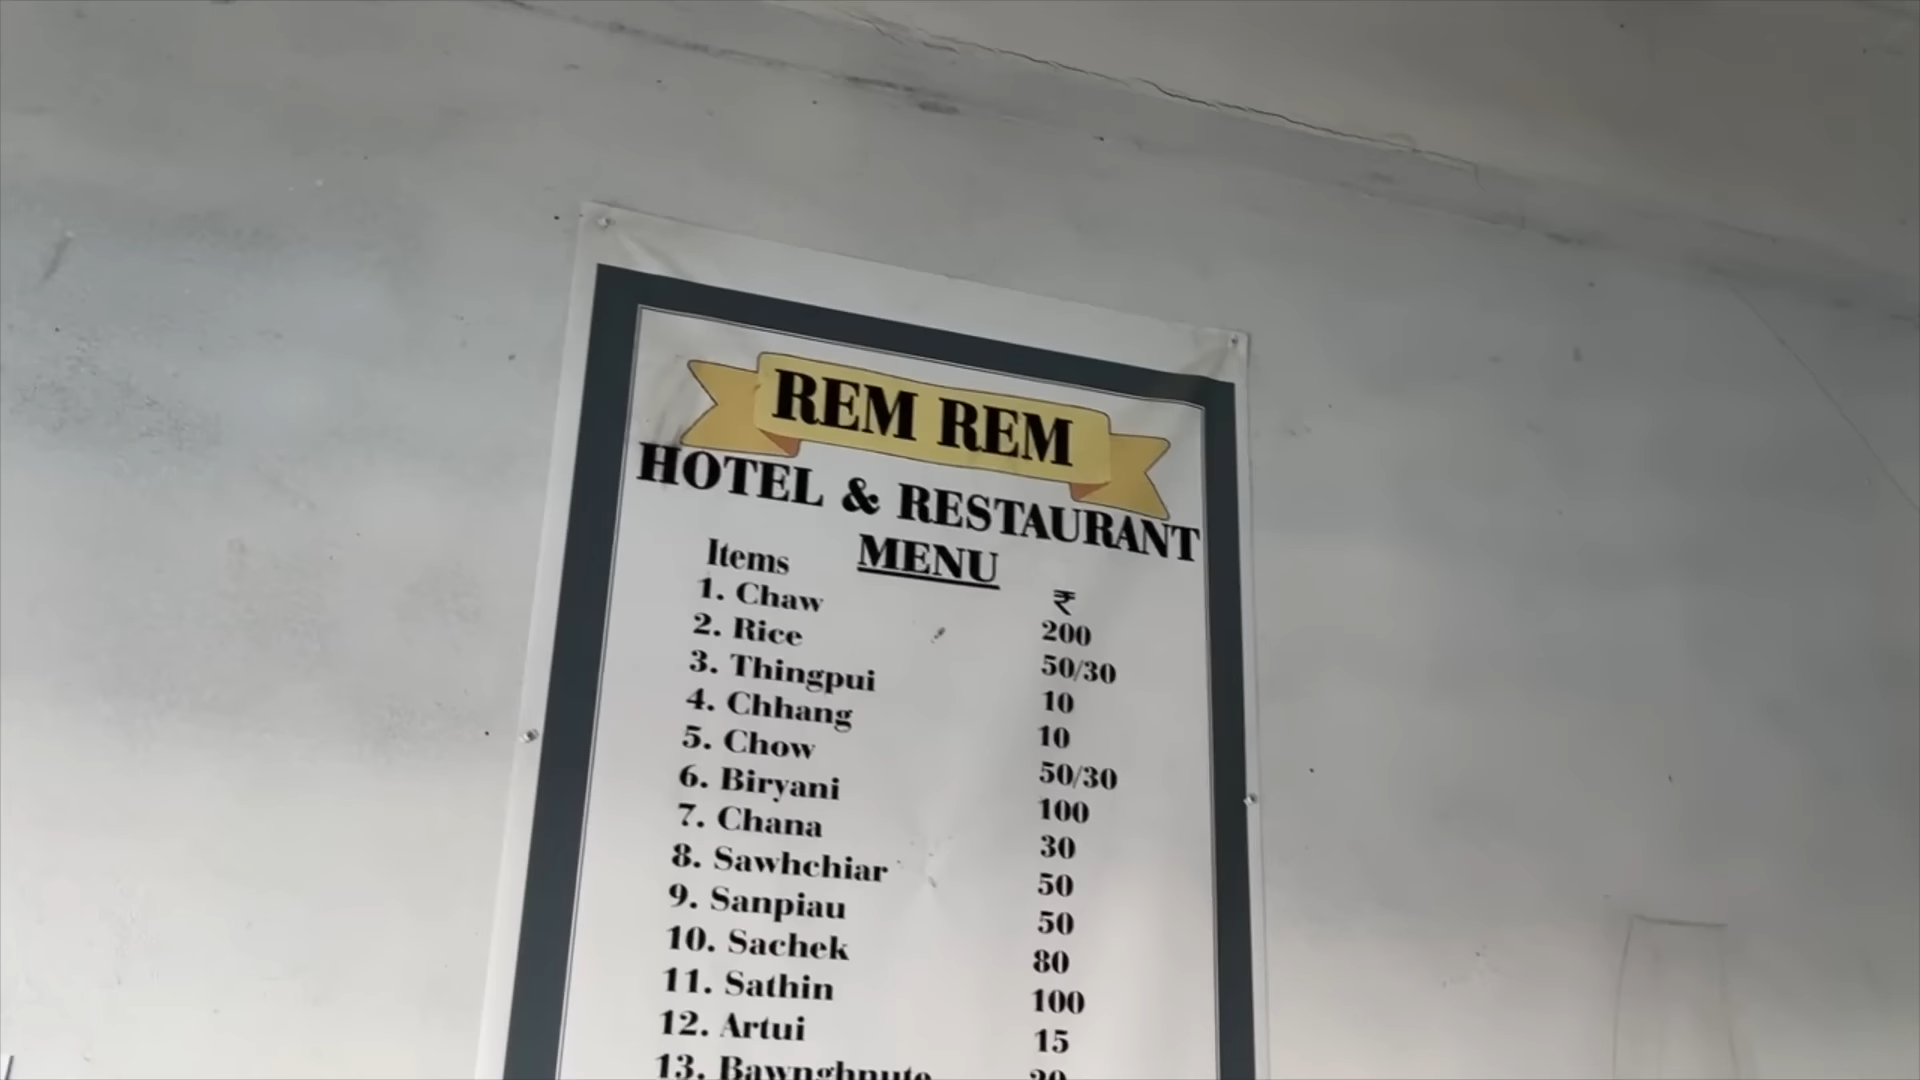 REM REM
HOTEL & RESTAURANT
MENU
Items ₹
1. Chaw 200
2. Rice 50/30
3. Thingpui 10
4. Chhang 10
5. Chow 50/30
6. Biryani 100
7. Chana 30
8. Sawhchiar 50
9. Sanpiau 50
10. Sachek 80
11. Sathin 100
12. Artui 15
13.